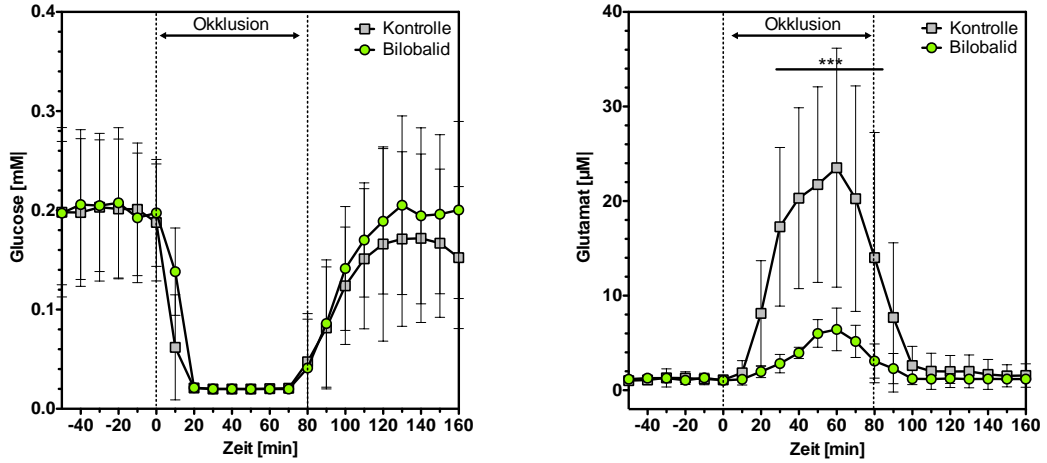 Okklusion
Kontrolle
Bilobalid
0.4
0.3
0.2
0.1
0.0
Glucose [mM]
-40 -20 0 20 40 60 80 100 120 140 160
Zeit [min]
Okklusion
Kontrolle
Bilobalid
***
40
30
20
10
0
Glutamat [µM]
-40 -20 0 20 40 60 80 100 120 140 160
Zeit [min]